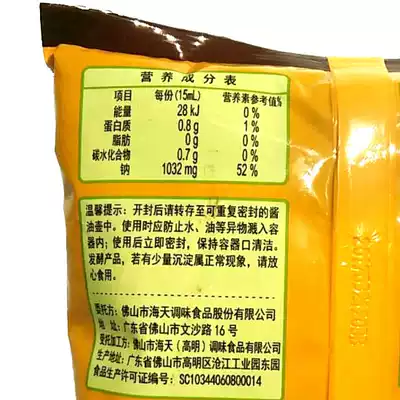 营养成分表
项目 每份(15mL) 营养素参考值%
能量 28 kJ 0 %
蛋白质 0.8 g 1 %
脂肪 0 g 0 %
碳水化合物 0.7 g 0 %
钠 1032 mg 52 %
温馨提示：开封后请转存至可重复密封的酱
油壶中。使用时应防止水、油等异物溅入容
器内；使用后立即密封，保持容器口清洁。
发酵产品，若有少量沉淀属正常现象，请放
心食用。
委托方：佛山市海天调味食品股份有限公司
地 址：广东省佛山市文沙路16号
受托加工方：佛山市海天（高明）调味食品有限公司
生产地址：广东省佛山市高明区沧江工业园东园
食品生产许可证编号：SC10344060800014